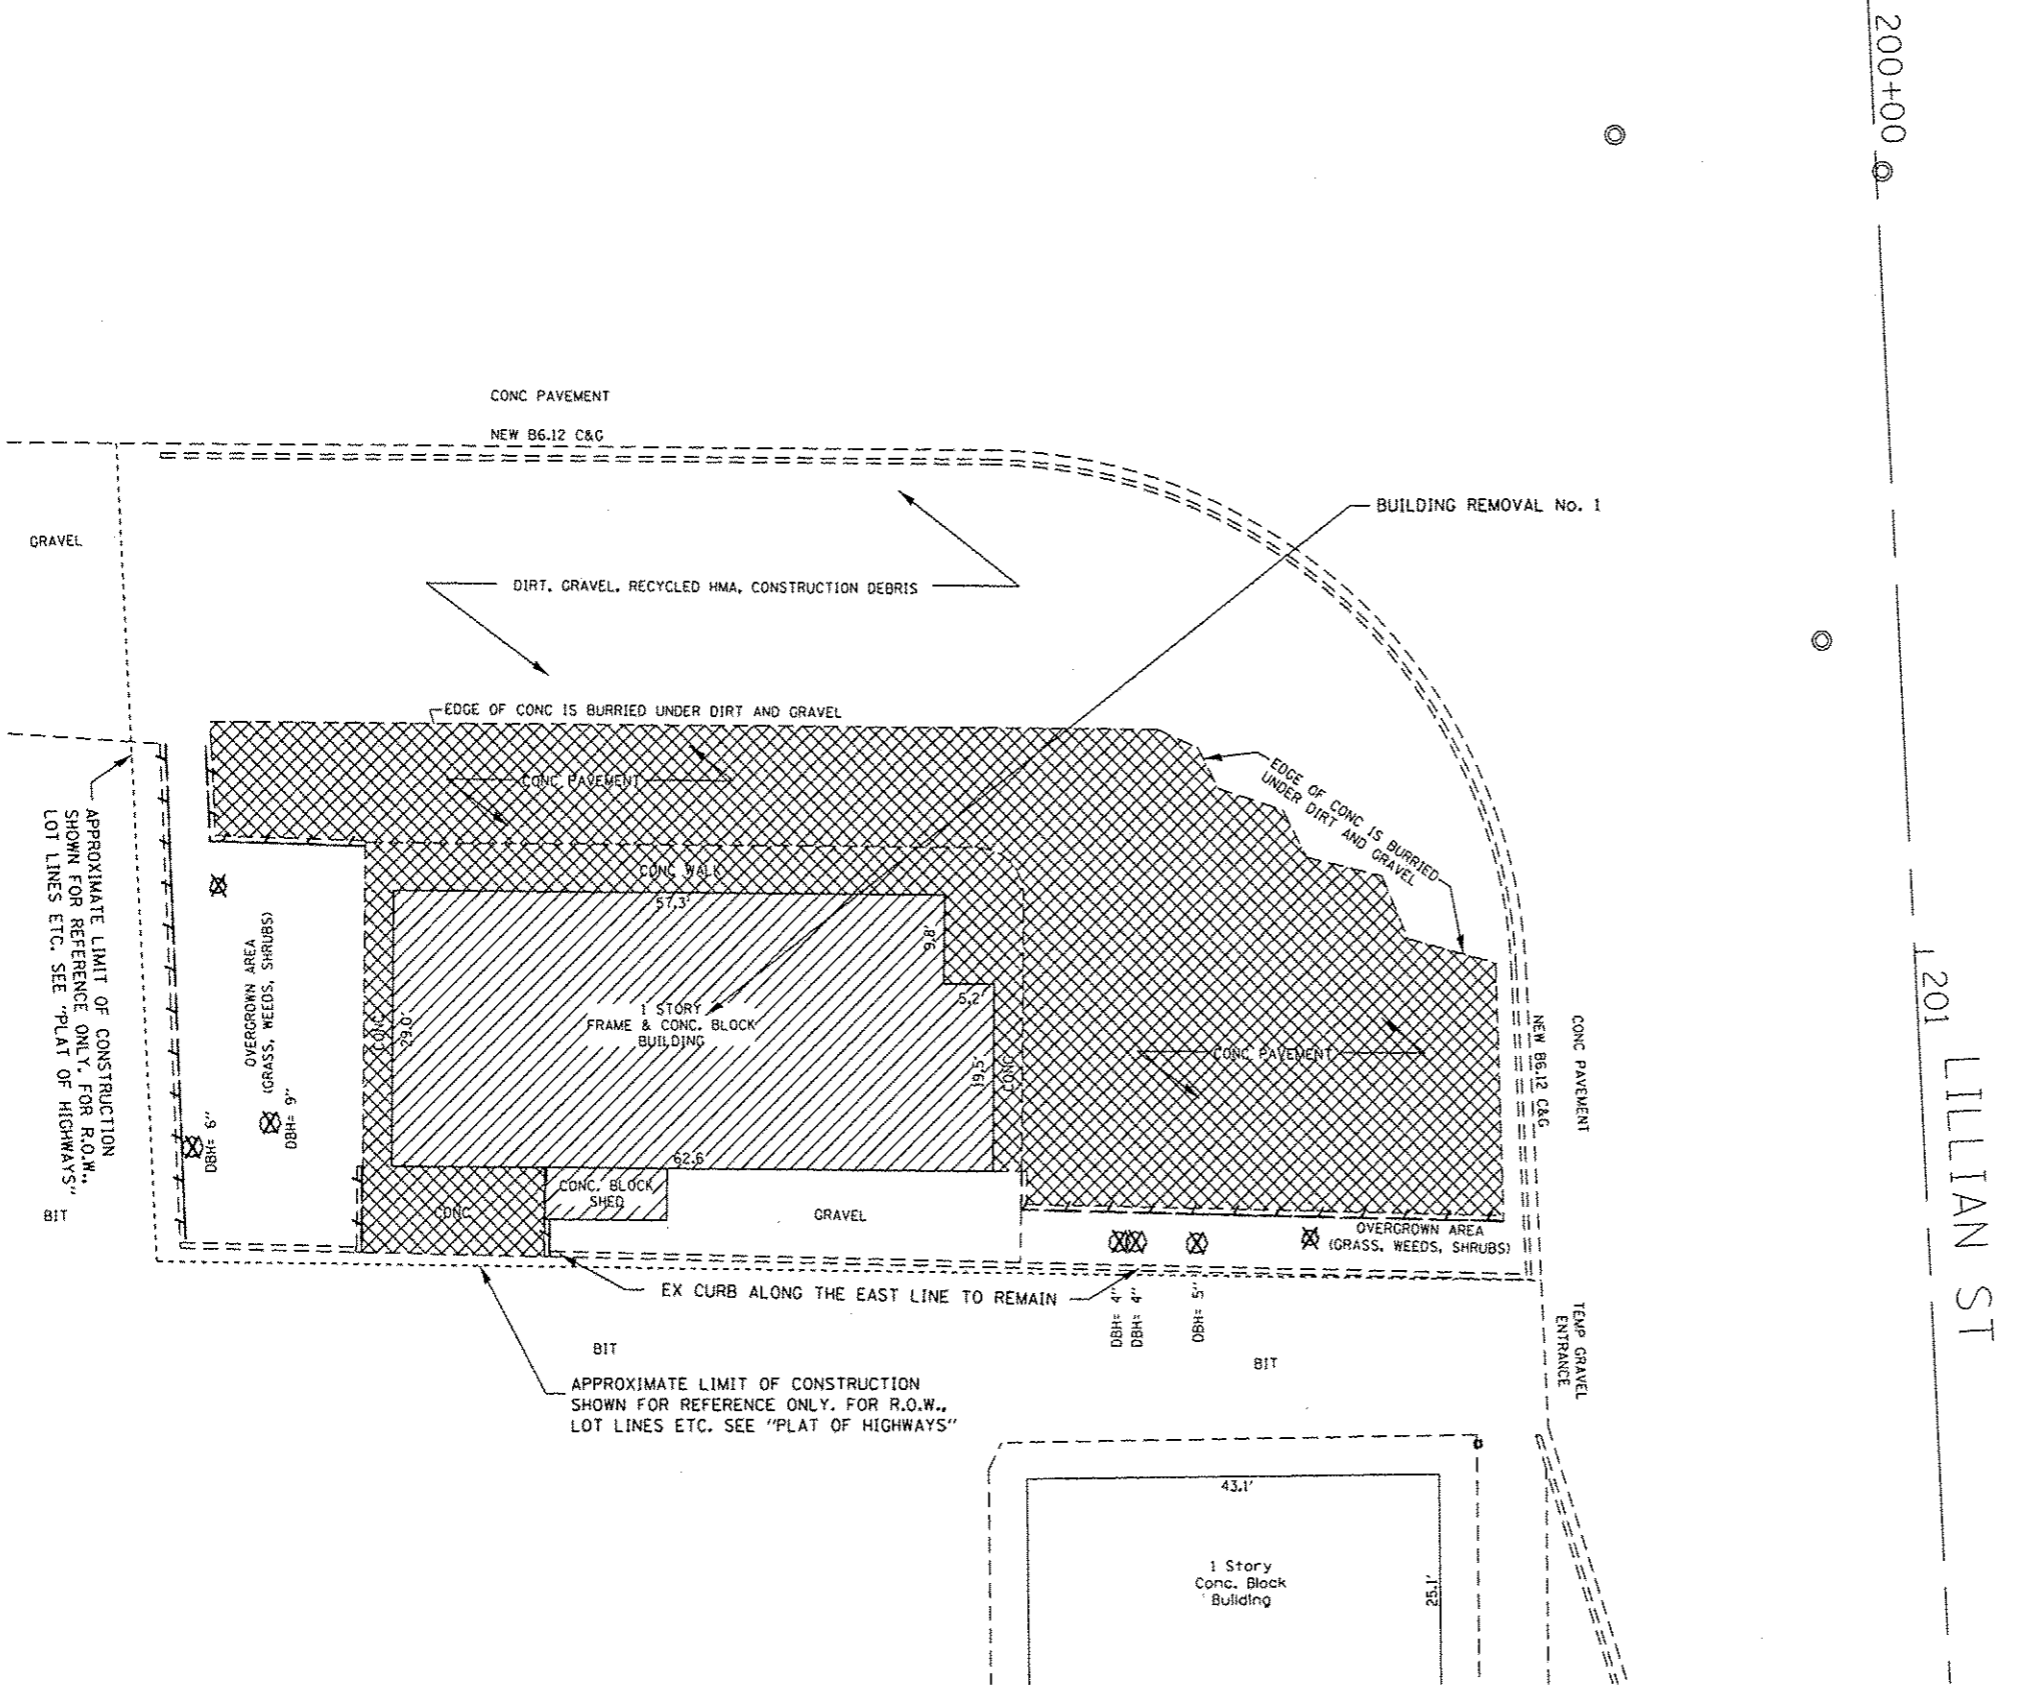 200+00
CONC PAVEMENT
NEW B6.12 C&G
GRAVEL
BUILDING REMOVAL No. 1
DIRT, GRAVEL, RECYCLED HMA, CONSTRUCTION DEBRIS
EDGE OF CONC IS BURRIED UNDER DIRT AND GRAVEL
CONC PAVEMENT
EDGE OF CONC IS BURRIED
UNDER DIRT AND GRAVEL
CONC WALK
57.3'
9.8'
5.2'
1 STORY
FRAME & CONC. BLOCK
BUILDING
CONC
29.0'
19.5'
CONC
62.6
CONC PAVEMENT
CONC PAVEMENT
NEW B6.12 C&G
201
LILLIAN ST
APPROXIMATE LIMIT OF CONSTRUCTION
SHOWN FOR REFERENCE ONLY. FOR R.O.W.,
LOT LINES ETC. SEE "PLAT OF HIGHWAYS"
OVERGROWN AREA
(GRASS, WEEDS, SHRUBS)
DBH= 6"
DBH= 9"
BIT
CONC
CONC. BLOCK
SHED
GRAVEL
OVERGROWN AREA
(GRASS, WEEDS, SHRUBS)
EX CURB ALONG THE EAST LINE TO REMAIN
DBH= 4"
DBH= 4"
DBH= 5"
TEMP GRAVEL
ENTRANCE
BIT
BIT
APPROXIMATE LIMIT OF CONSTRUCTION
SHOWN FOR REFERENCE ONLY. FOR R.O.W.,
LOT LINES ETC. SEE "PLAT OF HIGHWAYS"
43.1'
1 Story
Conc. Block
Building
25.1'